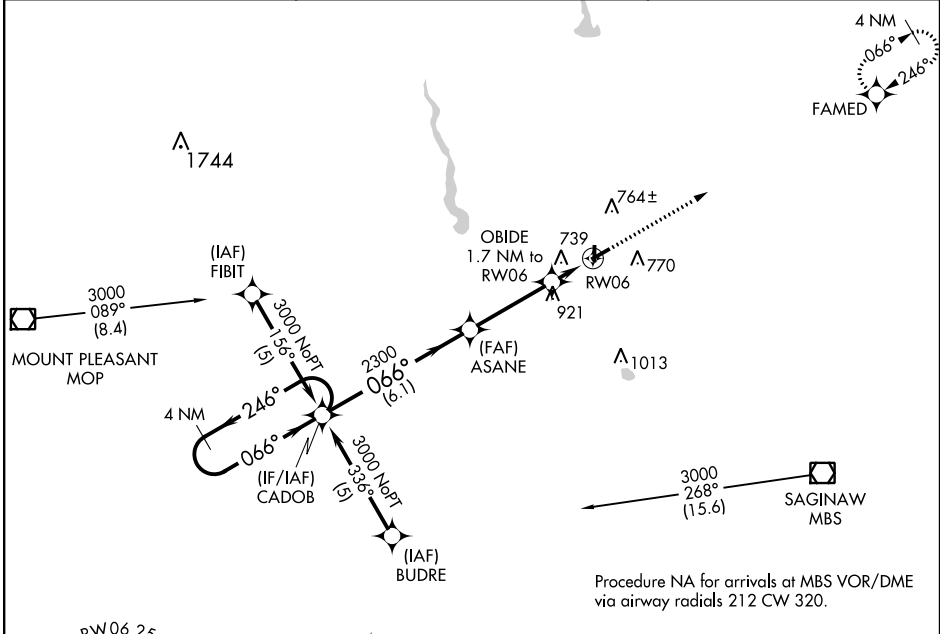 4 NM
066°
246°
FAMED
1744
764±
OBIDE
1.7 NM to
RW06
739
RW06
770
921
(IAF)
FIBIT
3000
089°
(8.4)
MOUNT PLEASANT
MOP
3000 NoPT
156°
(5)
2300
066°
(6.1)
(FAF)
ASANE
1013
246°
4 NM
066°
(IF/IAF)
CADOB
3000 NoPT
336°
(5)
(IAF)
BUDRE
3000
268°
(15.6)
SAGINAW
MBS
Procedure NA for arrivals at MBS VOR/DME
via airway radials 212 CW 320.
RW06 25